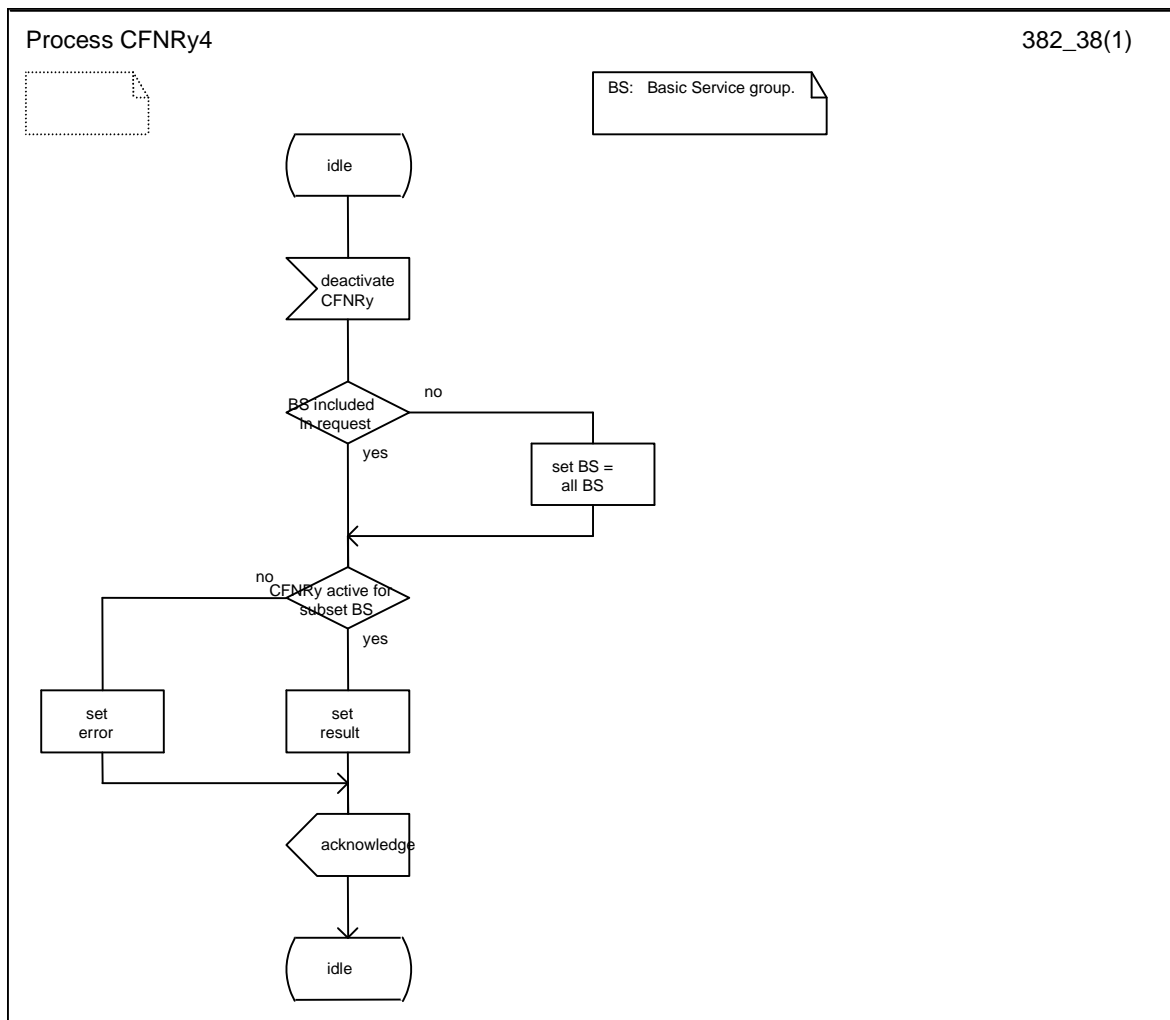 Process CFNRy4
382_38(1)
BS: Basic Service group.
idle
deactivate
CFNRy
BS included
in request
no
yes
set BS =
all BS
no
CFNRy active for
subset BS
yes
set
error
set
result
acknowledge
idle